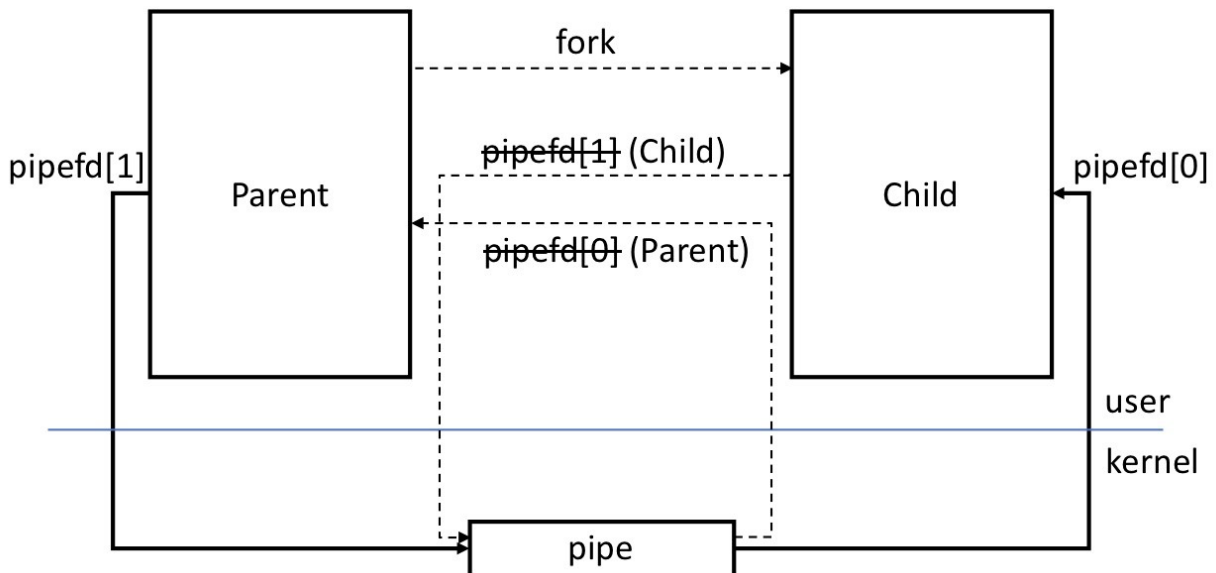 fork
pipefd[1] (Child)
pipefd[1]
pipefd[0]
Parent
Child
pipefd[0] (Parent)
user
kernel
pipe